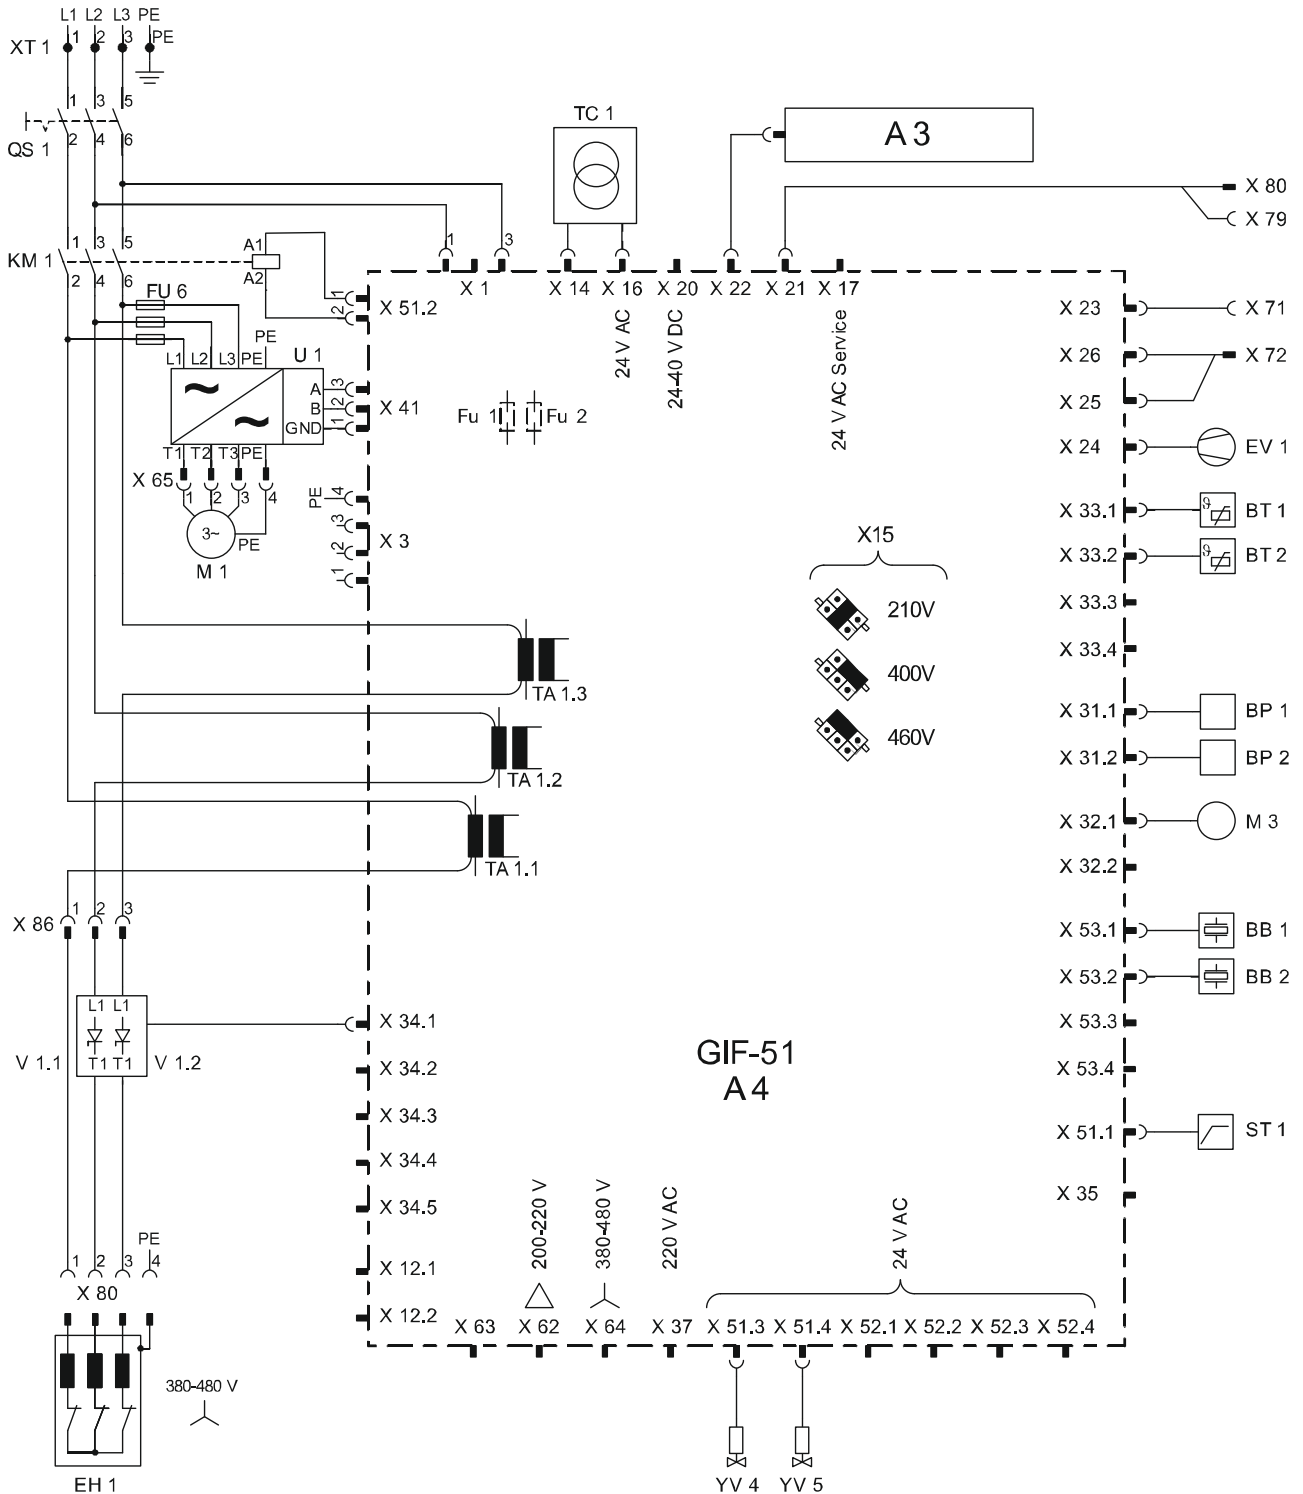 L1 L2 L3 PE
XT 1 1 2 3 PE
1 3 5
QS 1 2 4 6
TC 1
A 3
X 80
X 79
1 3
KM 1 1 3 5
2 4 6
A1
A2
FU 6
X 1 X 14 X 16 X 20 X 22 X 21 X 17
24 V AC
24-40 V DC
24 V AC Service
1
2
X 51.2
X 23 X 71
X 26 X 72
X 25
X 24 EV 1
PE
L1 L2 L3 PE U 1
A 3
B 2
GND 1
X 41
T1 T2 T3 PE
X 65 1 2 3 4
3~
PE
M 1
Fu 1 Fu 2
PE 4
3
2
1
X 3
X15
210V
400V
460V
X 33.1 BT 1
ϑ
X 33.2 BT 2
ϑ
X 33.3
X 33.4
X 31.1 BP 1
X 31.2 BP 2
X 32.1 M 3
X 32.2
X 53.1 BB 1
X 53.2 BB 2
X 53.3
X 53.4
X 51.1 ST 1
X 35
TA 1.3
TA 1.2
TA 1.1
X 86 1 2 3
L1 L1
T1 T1
V 1.1 V 1.2
GIF-51
A 4
X 34.1
X 34.2
X 34.3
X 34.4
X 34.5
X 12.1
X 12.2
200-220 V
380-480 V
220 V AC
24 V AC
X 63 X 62 X 64 X 37 X 51.3 X 51.4 X 52.1 X 52.2 X 52.3 X 52.4
PE
1 2 3 4
X 80
380-480 V
EH 1
YV 4 YV 5